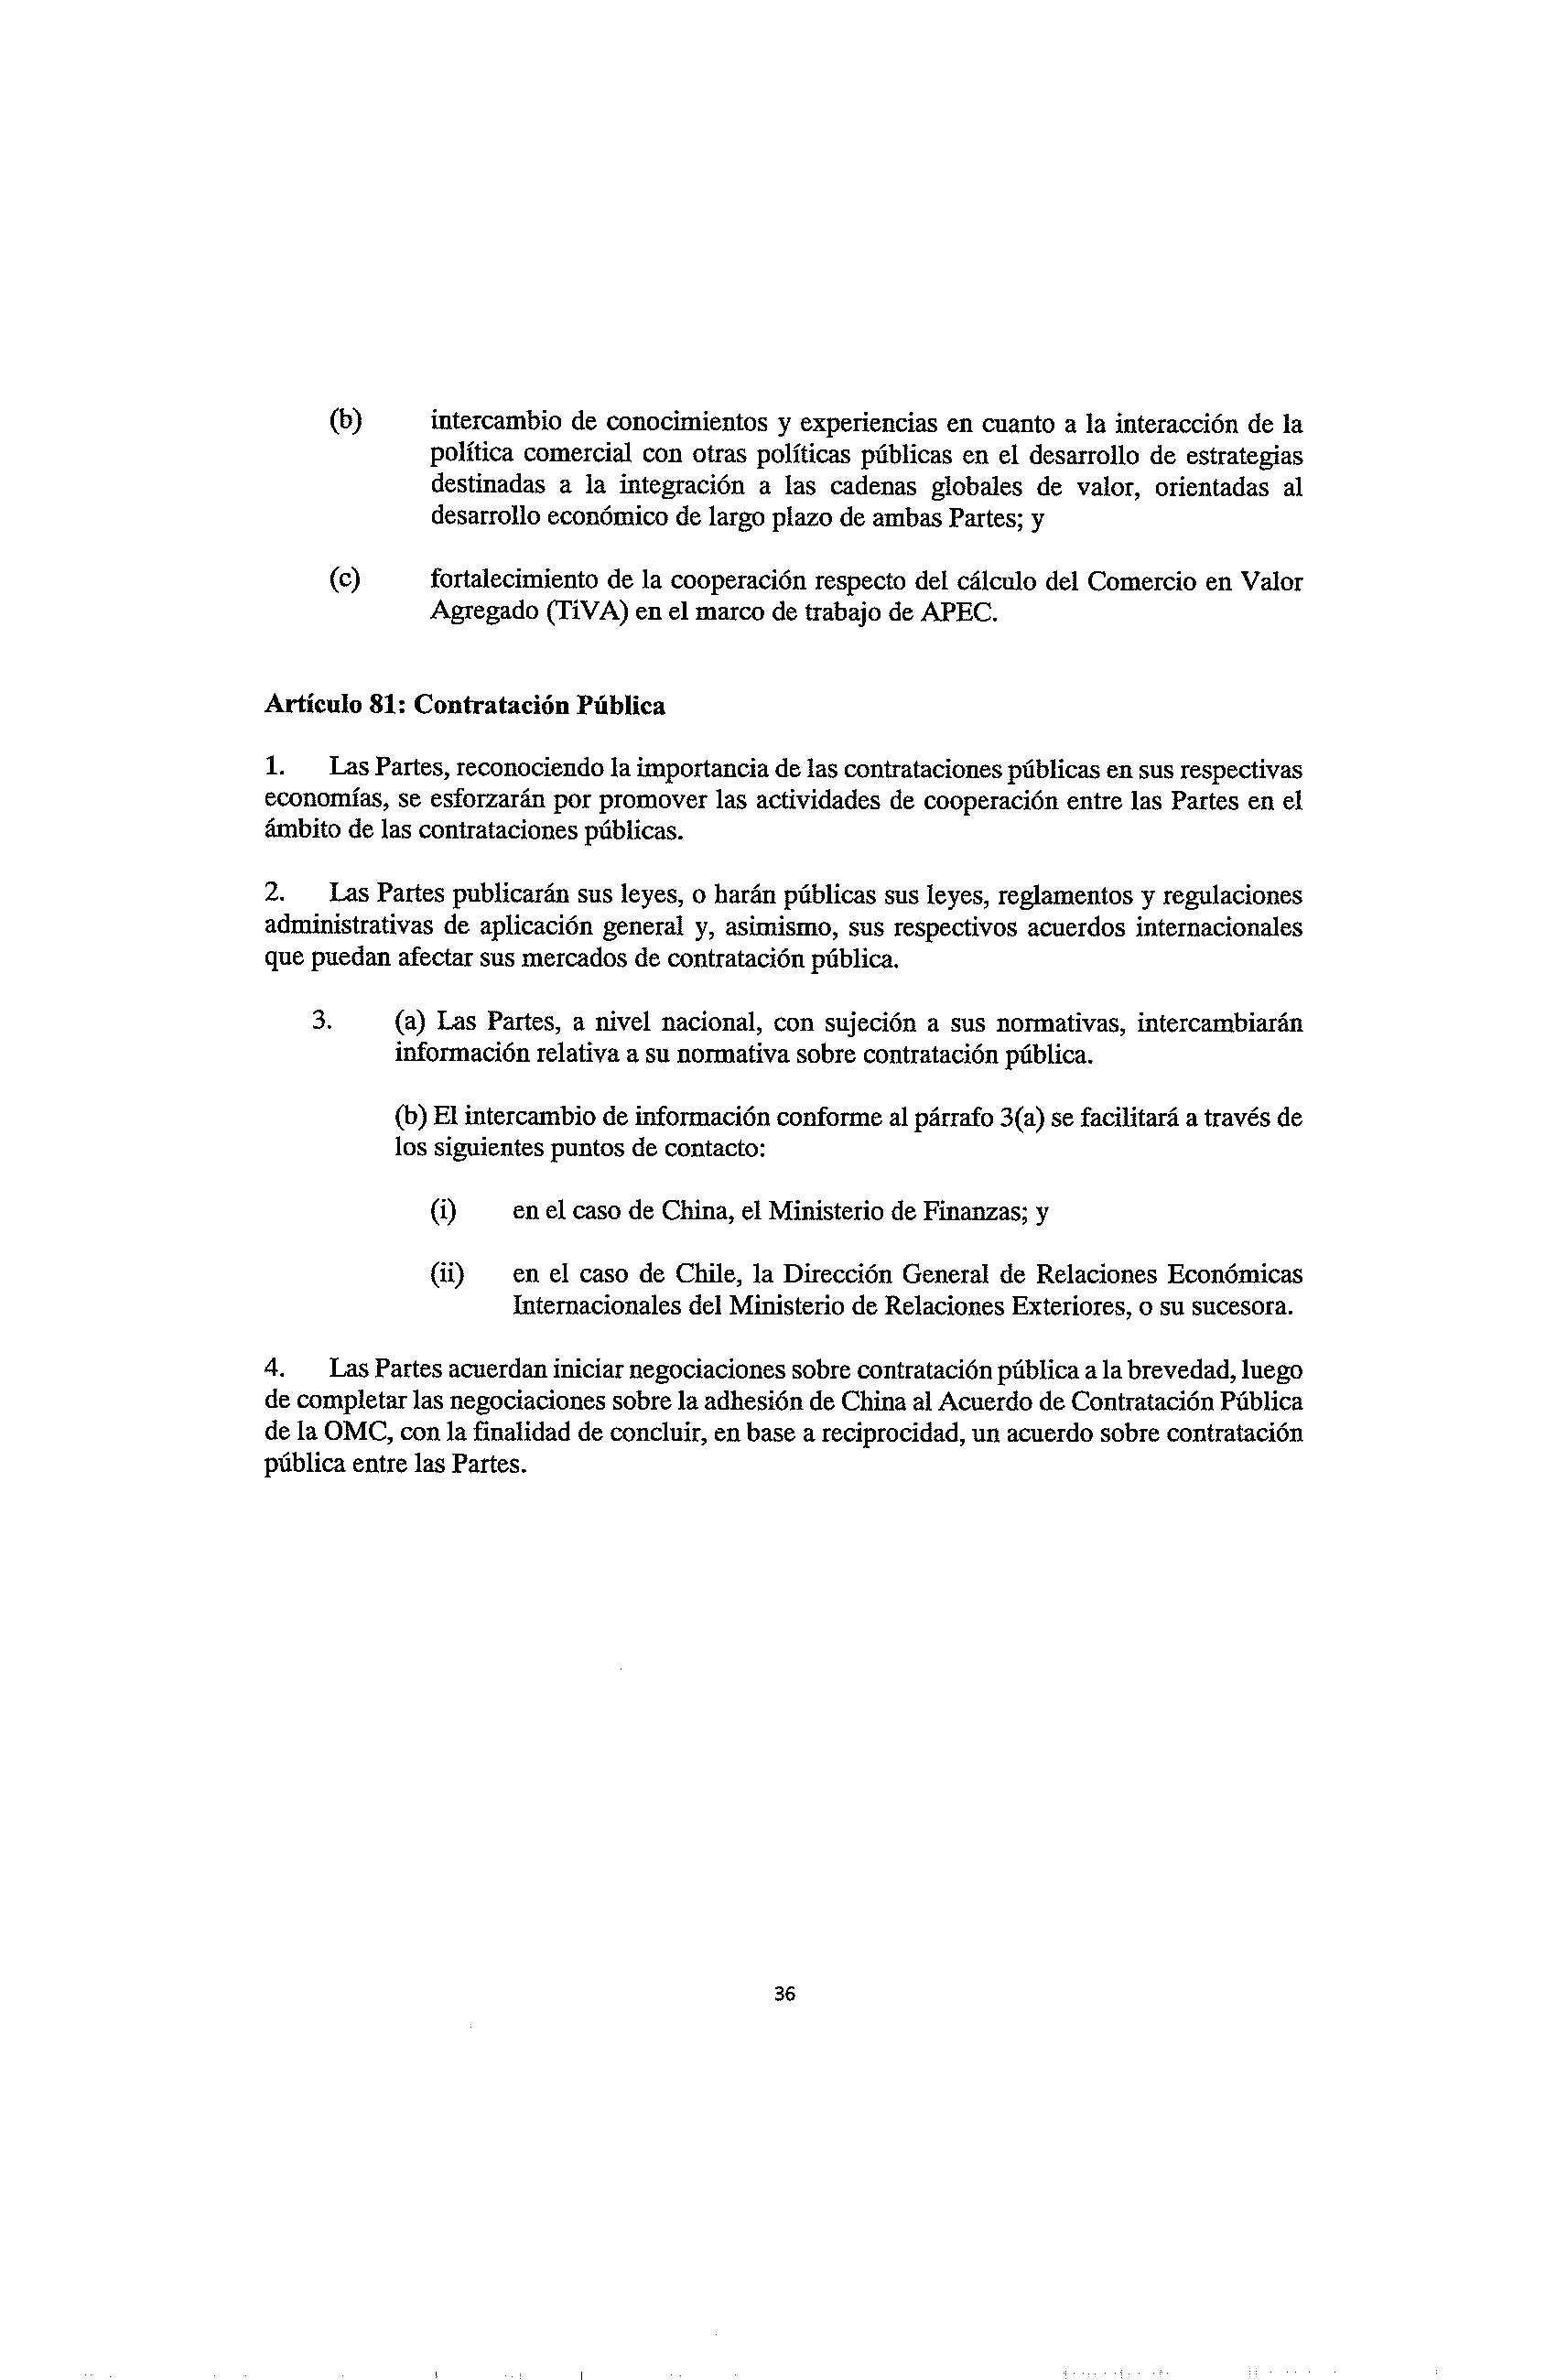 (b) intercambio de conocimientos y experiencias en cuanto a la interacción de la
política comercial con otras políticas públicas en el desarrollo de estrategias
destinadas a la integración a las cadenas globales de valor, orientadas al
desarrollo económico de largo plazo de ambas Partes; y
(c) fortalecimiento de la cooperación respecto del cálculo del Comercio en Valor
Agregado (TiVA) en el marco de trabajo de APEC.
Artículo 81: Contratación Pública
1. Las Partes, reconociendo la importancia de las contrataciones públicas en sus respectivas
economías, se esforzarán por promover las actividades de cooperación entre las Partes en el
ámbito de las contrataciones públicas.
2. Las Partes publicarán sus leyes, o harán públicas sus leyes, reglamentos y regulaciones
administrativas de aplicación general y, asimismo, sus respectivos acuerdos internacionales
que puedan afectar sus mercados de contratación pública.
3. (a) Las Partes, a nivel nacional, con sujeción a sus normativas, intercambiarán
información relativa a su normativa sobre contratación pública.
(b) El intercambio de información conforme al párrafo 3(a) se facilitará a través de
los siguientes puntos de contacto:
(i) en el caso de China, el Ministerio de Finanzas; y
(ii) en el caso de Chile, la Dirección General de Relaciones Económicas
Internacionales del Ministerio de Relaciones Exteriores, o su sucesora.
4. Las Partes acuerdan iniciar negociaciones sobre contratación pública a la brevedad, luego
de completar las negociaciones sobre la adhesión de China al Acuerdo de Contratación Pública
de la OMC, con la finalidad de concluir, en base a reciprocidad, un acuerdo sobre contratación
pública entre las Partes.
36